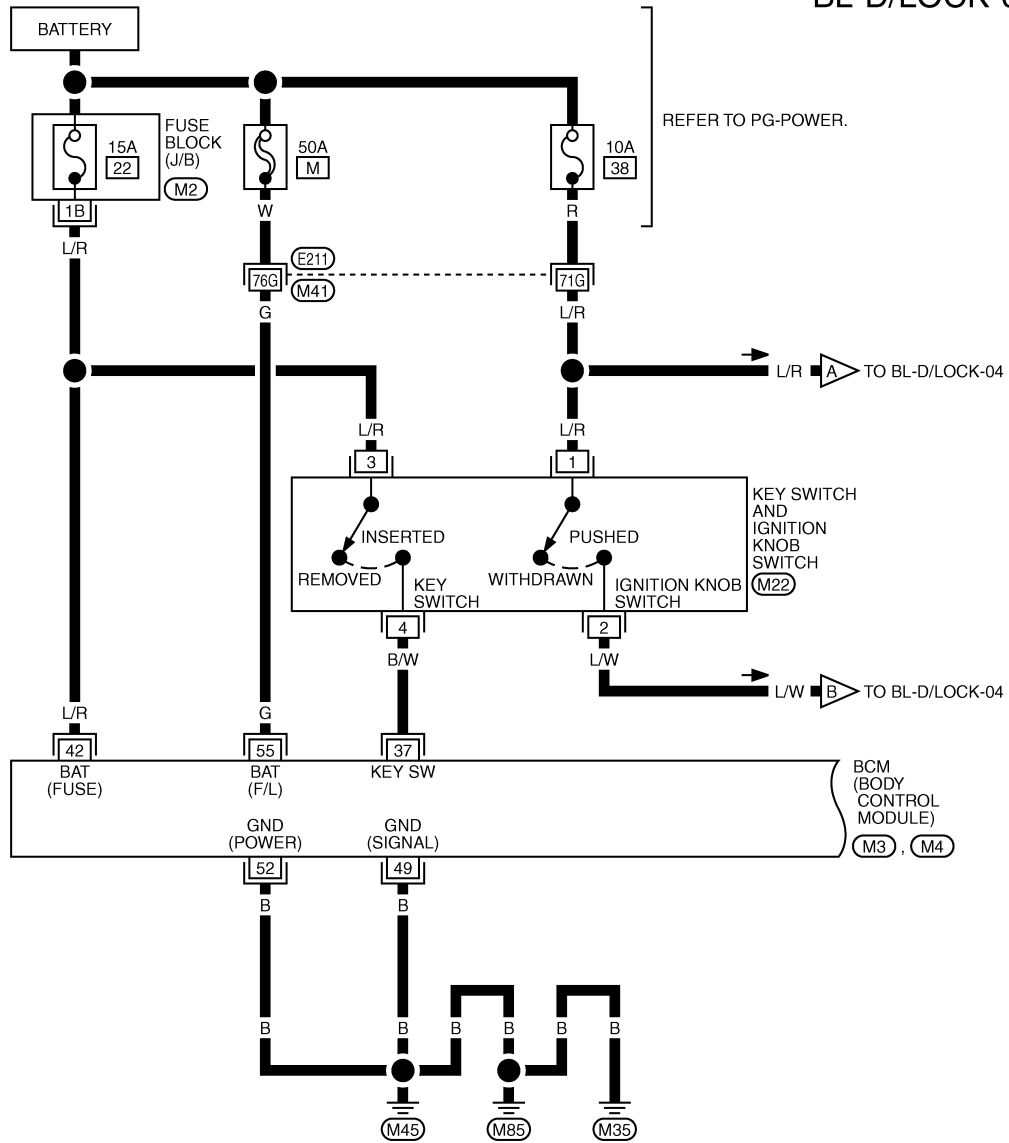 BL-D/LOCK-0
BATTERY
REFER TO PG-POWER.
FUSE
BLOCK
(J/B)
M2
15A
22
50A
M
10A
38
1B
L/R
W
R
E211
76G
M41
71G
G
L/R
L/R
A
TO BL-D/LOCK-04
L/R
L/R
3
1
KEY SWITCH
AND
IGNITION
KNOB
SWITCH
M22
INSERTED
PUSHED
REMOVED
WITHDRAWN
KEY
SWITCH
IGNITION KNOB
SWITCH
4
2
B/W
L/W
L/W
B
TO BL-D/LOCK-04
L/R
G
42
55
37
BAT
(FUSE)
BAT
(F/L)
KEY SW
BCM
(BODY
CONTROL
MODULE)
M3 , M4
GND
(POWER)
GND
(SIGNAL)
52
49
B
B
B
B
B
B
B
B
M45
M85
M35